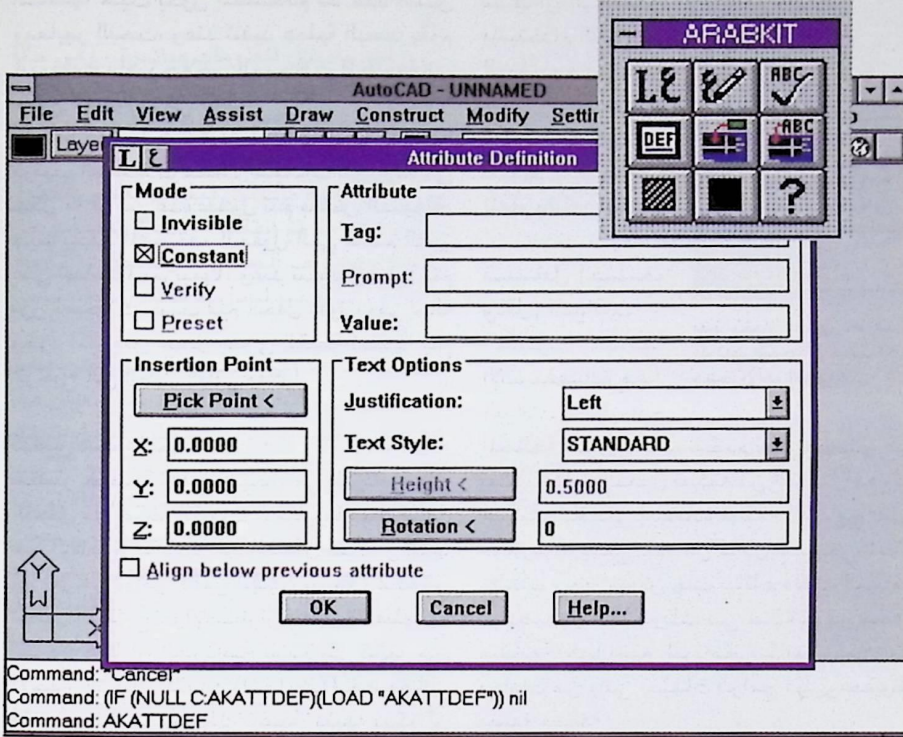 ARABKIT
L ع
ع
ABC
DEF
ABC
?
AutoCAD - UNNAMED
File Edit View Assist Draw Construct Modify
Attribute Definition
L ع
Mode
Invisible
Constant
Verify
Preset
Attribute
Tag:
Prompt:
Value:
Insertion Point
Pick Point <
X: 0.0000
Y: 0.0000
Z: 0.0000
Text Options
Justification: Left
Text Style: STANDARD
Height < 0.5000
Rotation < 0
Align below previous attribute
OK Cancel Help...
Y
W
X
Command: "Cancel"
Command: (IF (NULL C:AKATTDEF)(LOAD "AKATTDEF")) nil
Command: AKATTDEF